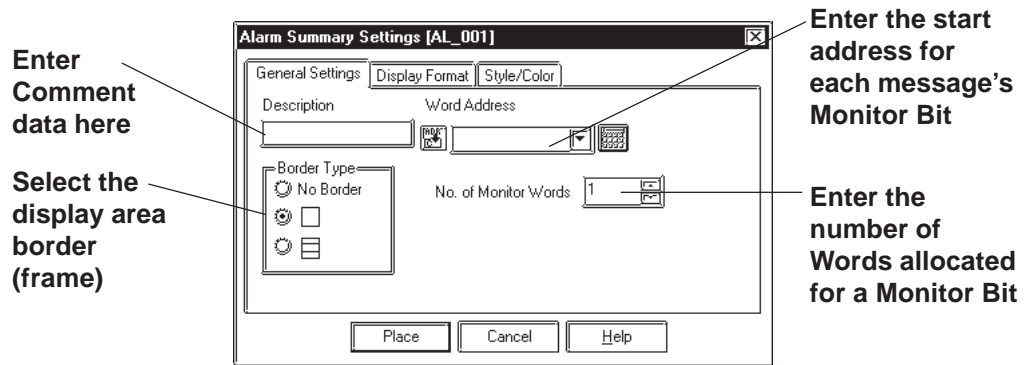 Enter
Comment
data here
Select the
display area
border
(frame)
Alarm Summary Settings [AL_001]
General Settings
Display Format
Style/Color
Description
Word Address
Border Type
No Border
No. of Monitor Words
1
Place
Cancel
Help
Enter the start
address for
each message's
Monitor Bit
Enter the
number of
Words allocated
for a Monitor Bit